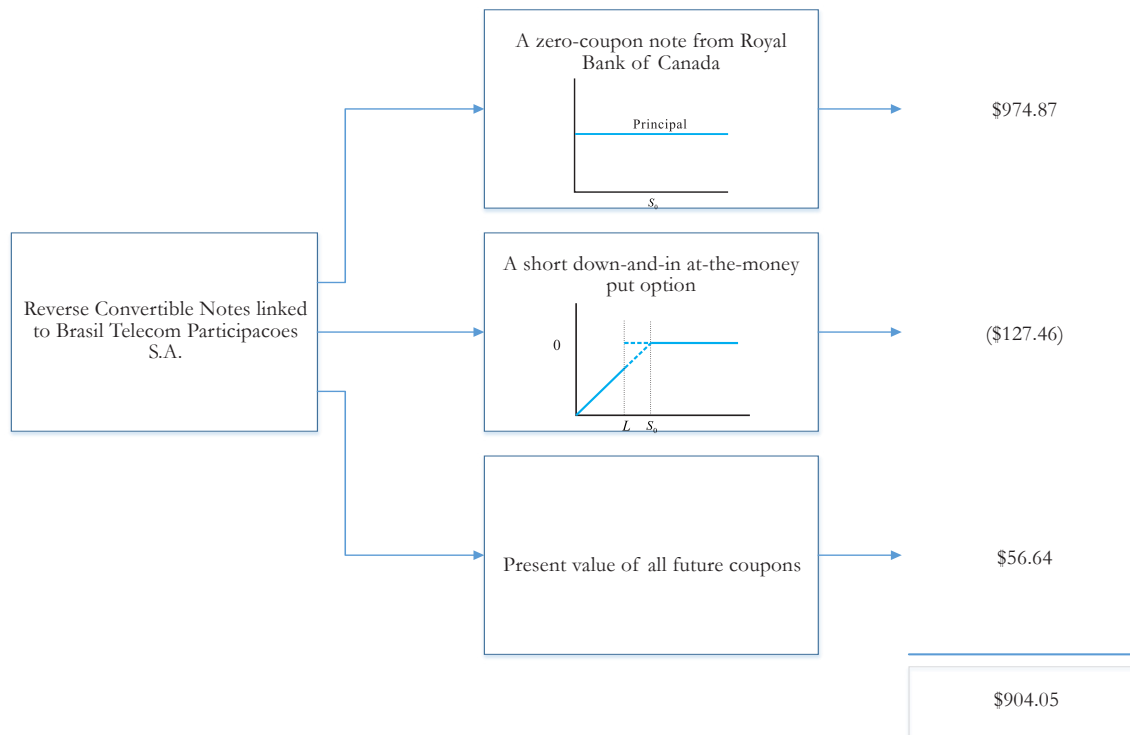 A zero-coupon note from Royal
Bank of Canada
Principal
S₀
$974.87
Reverse Convertible Notes linked
to Brasil Telecom Participacoes
S.A.
A short down-and-in at-the-money
put option
0
L S₀
($127.46)
Present value of all future coupons
$56.64
$904.05